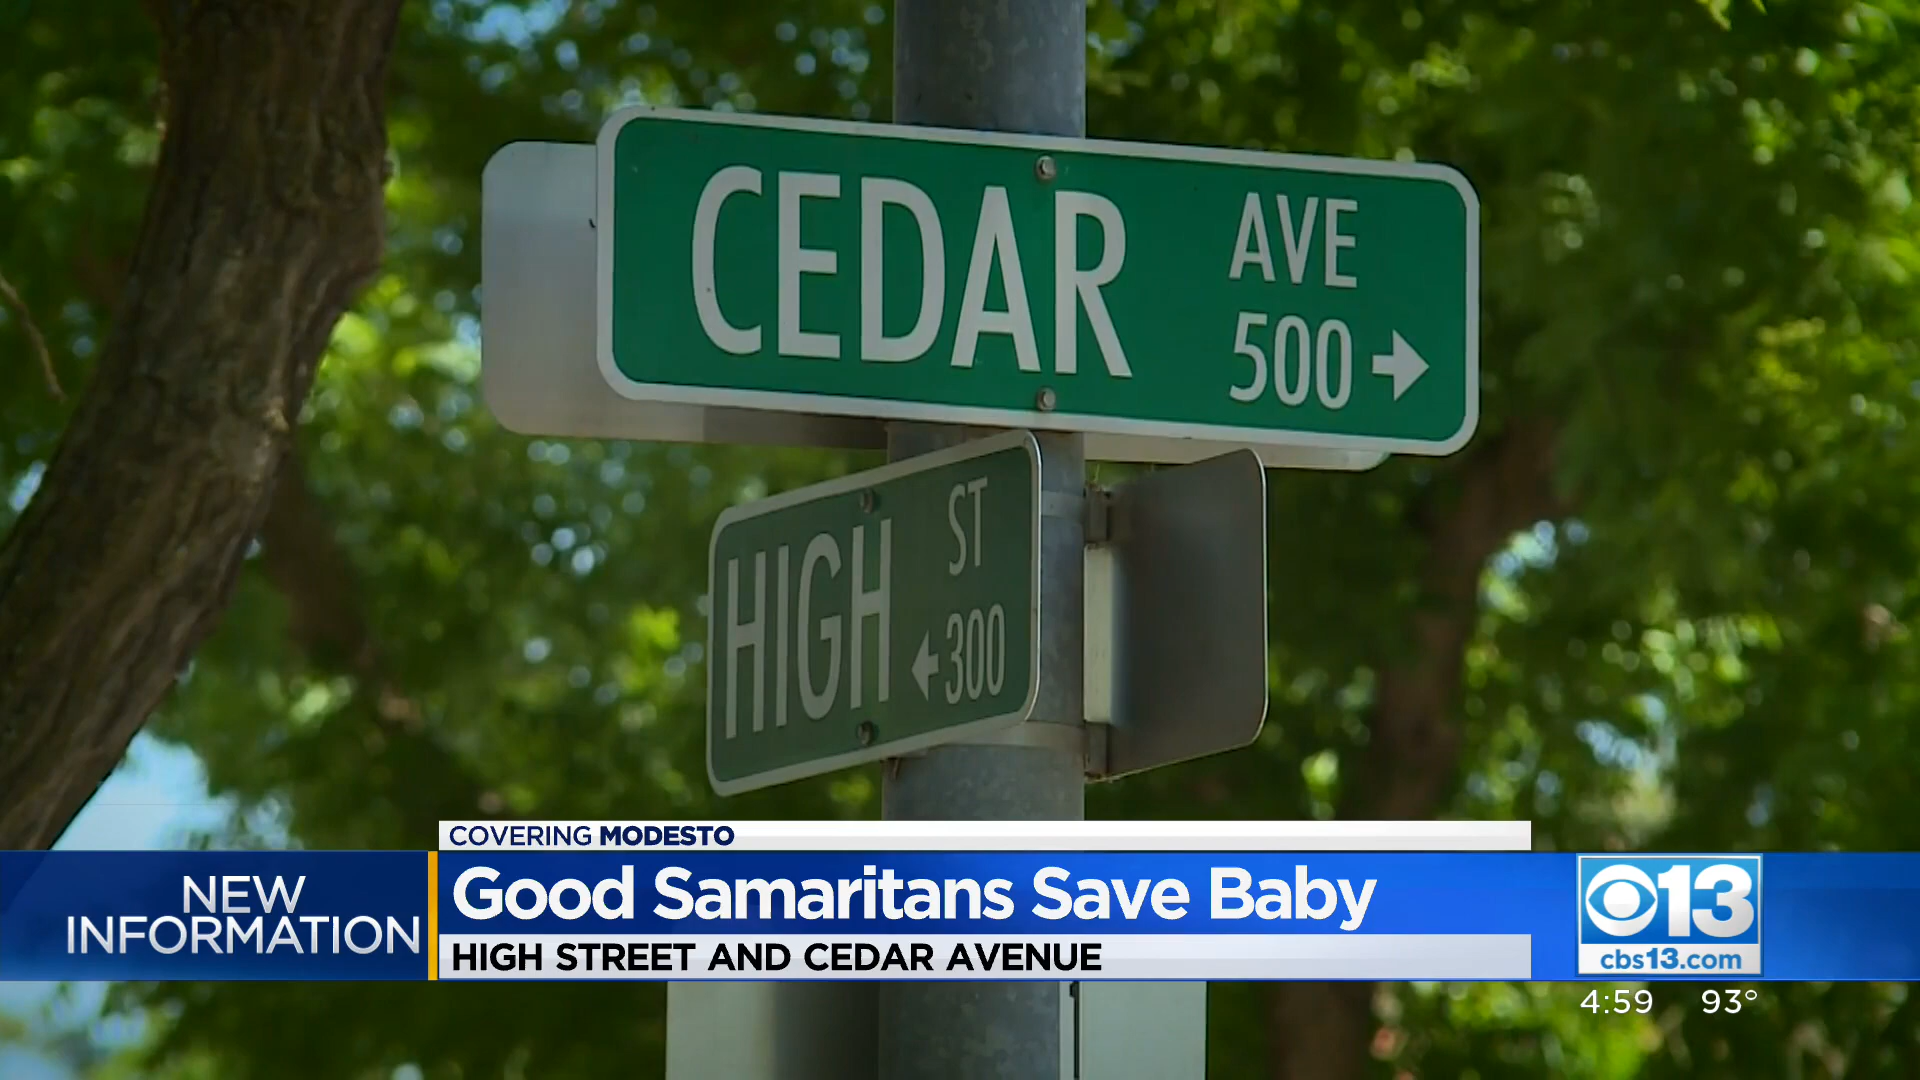 CEDAR AVE
500 →
HIGH ST
← 300
COVERING MODESTO
NEW
INFORMATION
Good Samaritans Save Baby
HIGH STREET AND CEDAR AVENUE
13
cbs13.com
4:59 93°